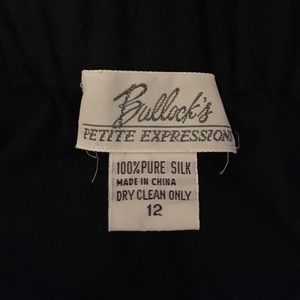 Bullock's
PETITE EXPRESSIONS
100% PURE SILK
MADE IN CHINA
DRY CLEAN ONLY
12